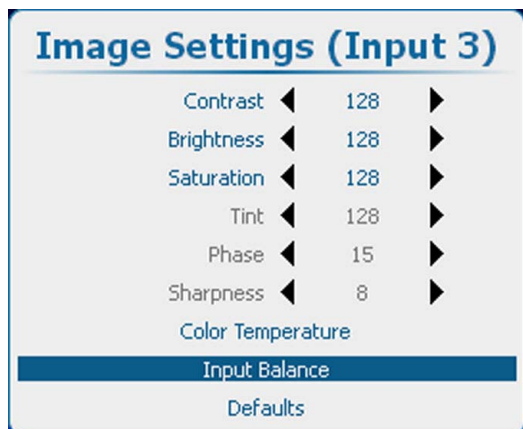 Image Settings (Input 3)
Contrast 128
Brightness 128
Saturation 128
Tint 128
Phase 15
Sharpness 8
Color Temperature
Input Balance
Defaults